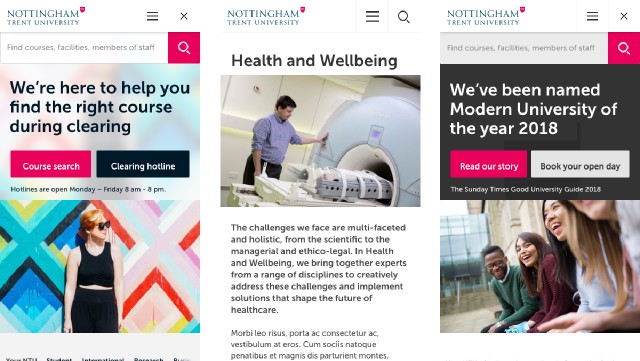 NOTTINGHAM
TRENT UNIVERSITY
Find courses, facilities, members of staff
We're here to help you
find the right course
during clearing
Course search
Clearing hotline
Hotlines are open Monday – Friday 8 am - 8 pm.
Your NTU Student International Research
NOTTINGHAM
TRENT UNIVERSITY
Health and Wellbeing
The challenges we face are multi-faceted
and holistic, from the scientific to the
managerial and ethico-legal. In Health
and Wellbeing, we bring together experts
from a range of disciplines to creatively
address these challenges and implement
solutions that shape the future of
healthcare.
Morbi leo risus, porta ac consectetur ac,
vestibulum at eros. Cum sociis natoque
penatibus et magnis dis parturient montes,
NOTTINGHAM
TRENT UNIVERSITY
Find courses, facilities, members of staff
We've been named
Modern University of
the year 2018
Read our story
Book your open day
The Sunday Times Good University Guide 2018